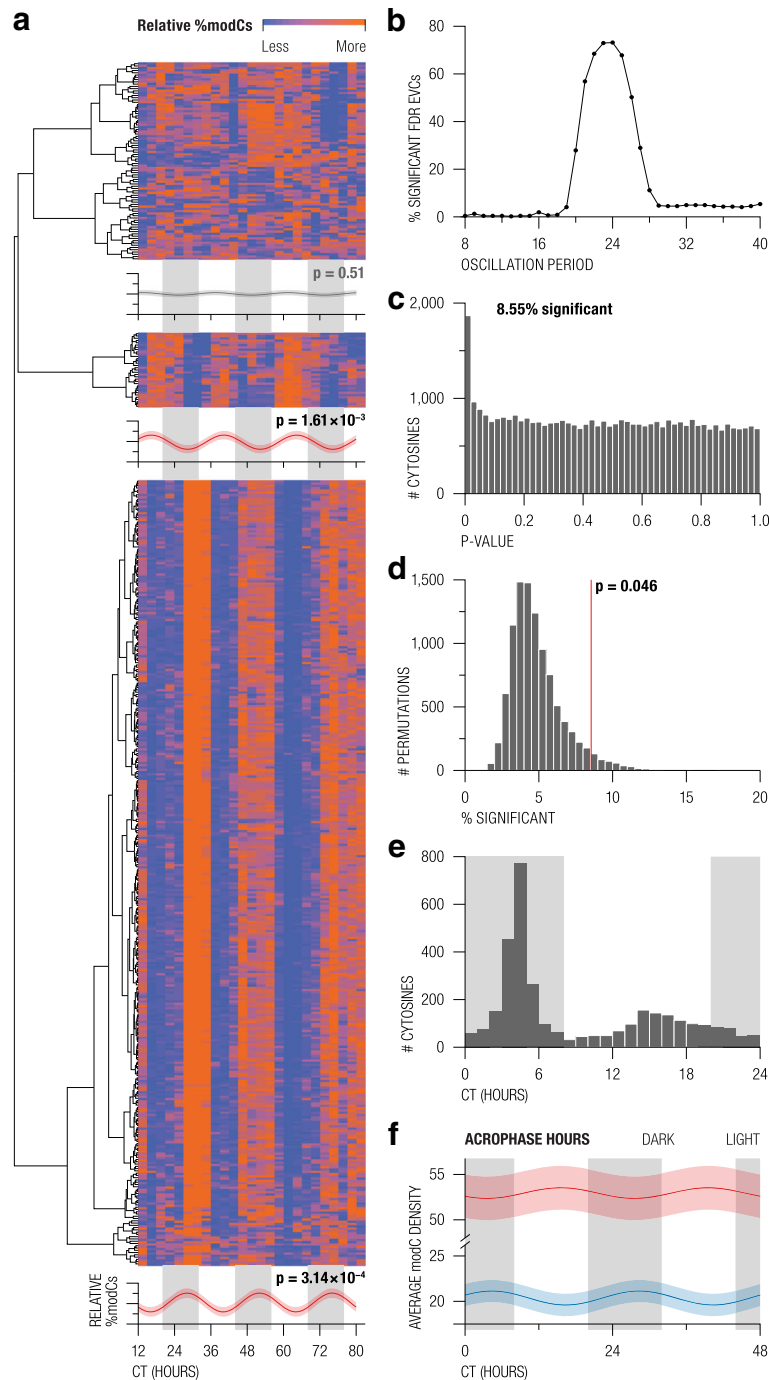 a
Relative %modCs
Less More
p = 0.51
p = 1.61×10–3
p = 3.14×10–4
RELATIVE
%modCs
12 24 36 48 60 72 80
CT (HOURS)
b
% SIGNIFICANT FDR EVCs
80
60
40
20
0
8 16 24 32 40
OSCILLATION PERIOD
c
8.55% significant
# CYTOSINES
2,000
1,000
0
0 0.2 0.4 0.6 0.8 1.0
P-VALUE
d
p = 0.046
# PERMUTATIONS
1,500
1,000
500
0
0 5 10 15 20
% SIGNIFICANT
e
# CYTOSINES
800
600
400
200
0
0 6 12 18 24
CT (HOURS)
f
ACROPHASE HOURS DARK LIGHT
AVERAGE modC DENSITY
55
50
25
20
0 24 48
CT (HOURS)